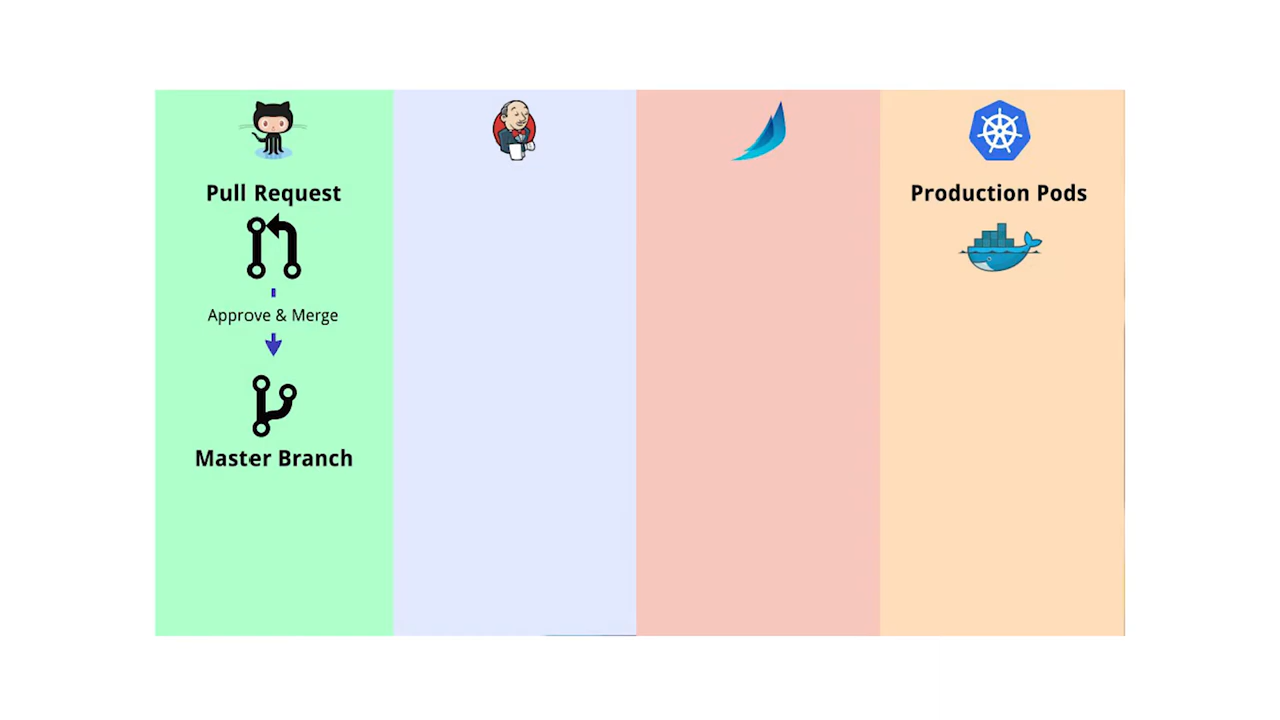 Pull Request
Approve & Merge
Master Branch
Production Pods